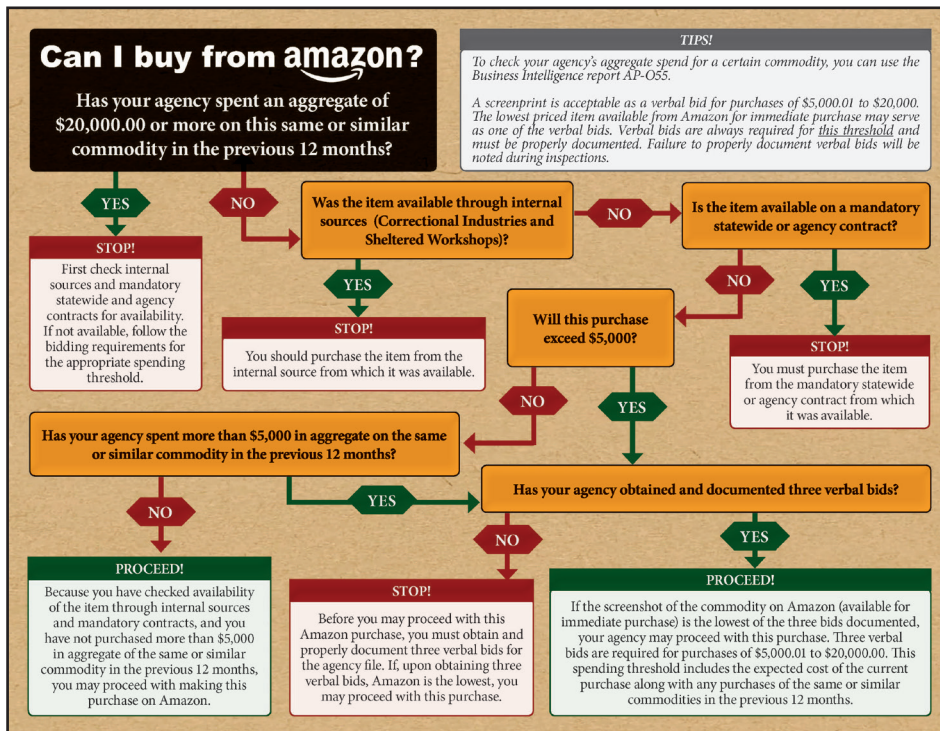 Can I buy from amazon?
Has your agency spent an aggregate of
$20,000.00 or more on this same or similar
commodity in the previous 12 months?
TIPS!
To check your agency's aggregate spend for a certain commodity, you can use the
Business Intelligence report AP-O55.
A screenprint is acceptable as a verbal bid for purchases of $5,000.01 to $20,000.
The lowest priced item available from Amazon for immediate purchase may serve
as one of the verbal bids. Verbal bids are always required for this threshold and
must be properly documented. Failure to properly document verbal bids will be
noted during inspections.
YES
NO
Was the item available through internal
sources (Correctional Industries and
Sheltered Workshops)?
NO
Is the item available on a mandatory
statewide or agency contract?
STOP!
First check internal
sources and mandatory
statewide and agency
contracts for availability.
If not available, follow the
bidding requirements for
the appropriate spending
threshold.
YES
STOP!
You should purchase the item from the
internal source from which it was available.
NO
YES
Will this purchase
exceed $5,000?
STOP!
You must purchase the item
from the mandatory statewide
or agency contract from which
it was available.
NO
YES
Has your agency spent more than $5,000 in aggregate on the same
or similar commodity in the previous 12 months?
YES
Has your agency obtained and documented three verbal bids?
NO
NO
YES
PROCEED!
Because you have checked availability
of the item through internal sources
and mandatory contracts, and you
have not purchased more than $5,000
in aggregate of the same or similar
commodity in the previous 12 months,
you may proceed with making this
purchase on Amazon.
STOP!
Before you may proceed with this
Amazon purchase, you must obtain and
properly document three verbal bids for
the agency file. If, upon obtaining three
verbal bids, Amazon is the lowest, you
may proceed with this purchase.
PROCEED!
If the screenshot of the commodity on Amazon (available for
immediate purchase) is the lowest of the three bids documented,
your agency may proceed with this purchase. Three verbal
bids are required for purchases of $5,000.01 to $20,000.00. This
spending threshold includes the expected cost of the current
purchase along with any purchases of the same or similar
commodities in the previous 12 months.